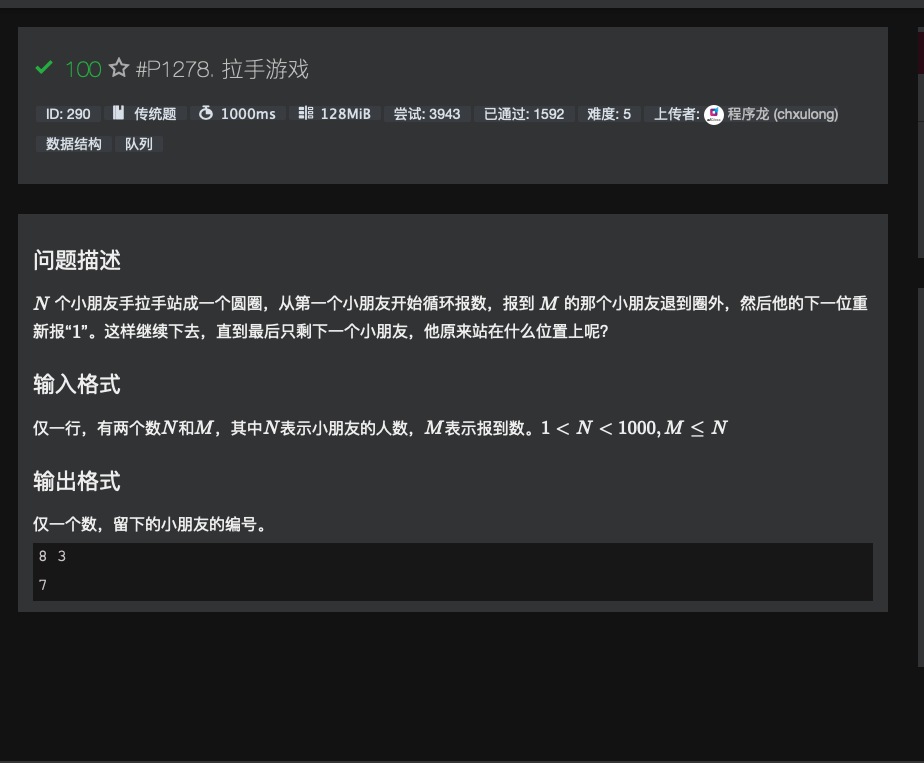 100 #P1278. 拉手游戏
ID: 290 传统题 1000ms 128MiB 尝试: 3943 已通过: 1592 难度: 5 上传者: 程序龙 (chxulong)
数据结构 队列
问题描述
N 个小朋友手拉手站成一个圆圈，从第一个小朋友开始循环报数，报到 M 的那个小朋友退到圈外，然后他的下一位重
新报“1”。这样继续下去，直到最后只剩下一个小朋友，他原来站在什么位置上呢?
输入格式
仅一行，有两个数N和M，其中N表示小朋友的人数，M表示报到数。1 < N < 1000, M ≤ N
输出格式
仅一个数，留下的小朋友的编号。
8 3
7